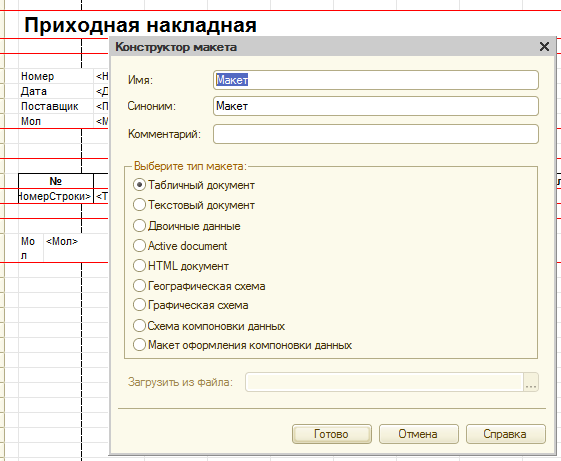 Приходная накладная
Конструктор макета
Номер <Н
Дата <Д
Поставщик <П
Мол <М
№
НомерСтроки> <Т
Мо <Мол>
л
Имя: Макет
Синоним: Макет
Комментарий:
Выберите тип макета:
Табличный документ
Текстовый документ
Двоичные данные
Active document
HTML документ
Географическая схема
Графическая схема
Схема компоновки данных
Макет оформления компоновки данных
Загрузить из файла: ...
Готово Отмена Справка